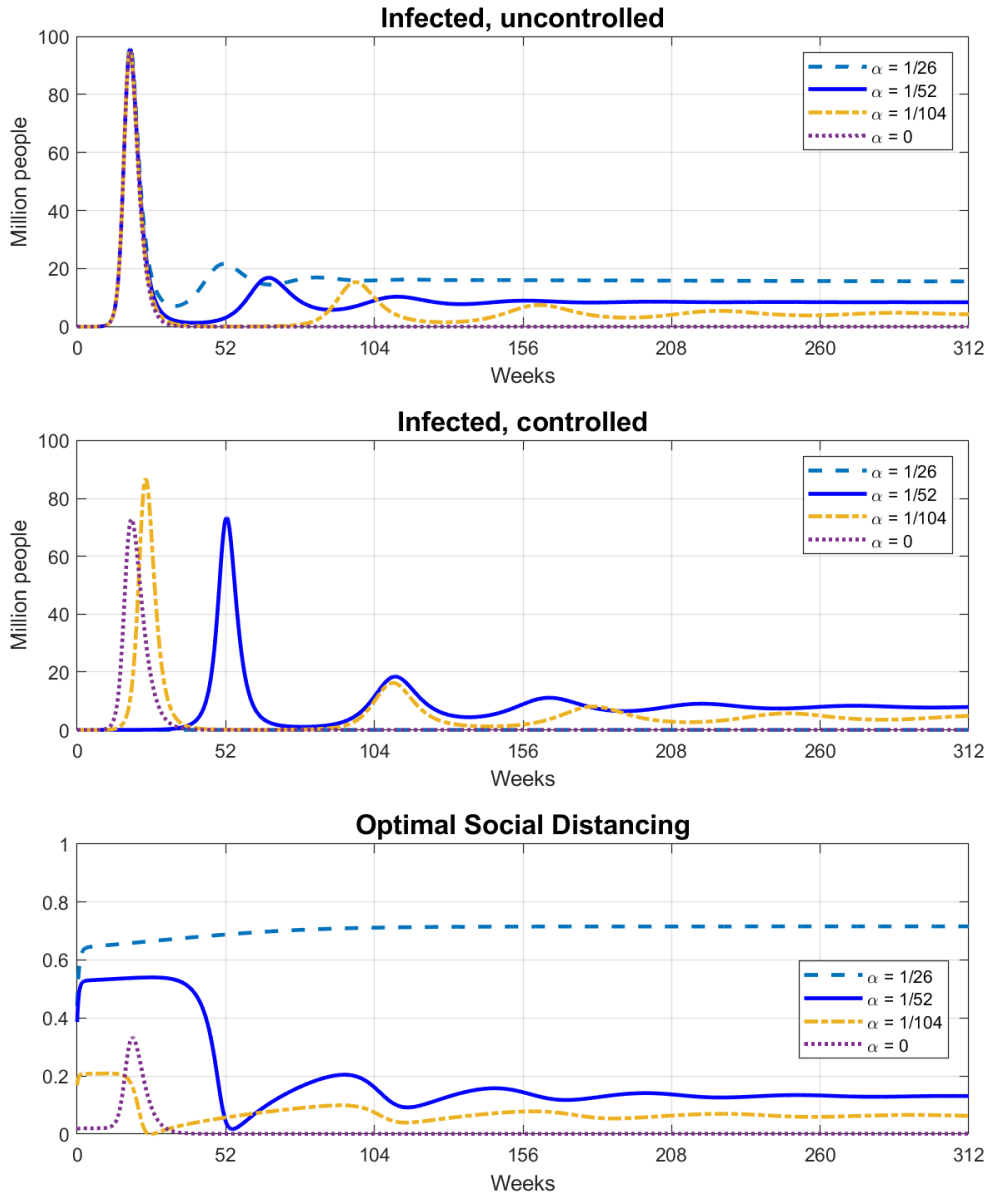 Infected, uncontrolled
Million people
100
80
60
40
20
0
α = 1/26
α = 1/52
α = 1/104
α = 0
0 52 104 156 208 260 312
Weeks
Infected, controlled
Million people
100
80
60
40
20
0
α = 1/26
α = 1/52
α = 1/104
α = 0
0 52 104 156 208 260 312
Weeks
Optimal Social Distancing
1
0.8
0.6
0.4
0.2
0
α = 1/26
α = 1/52
α = 1/104
α = 0
0 52 104 156 208 260 312
Weeks